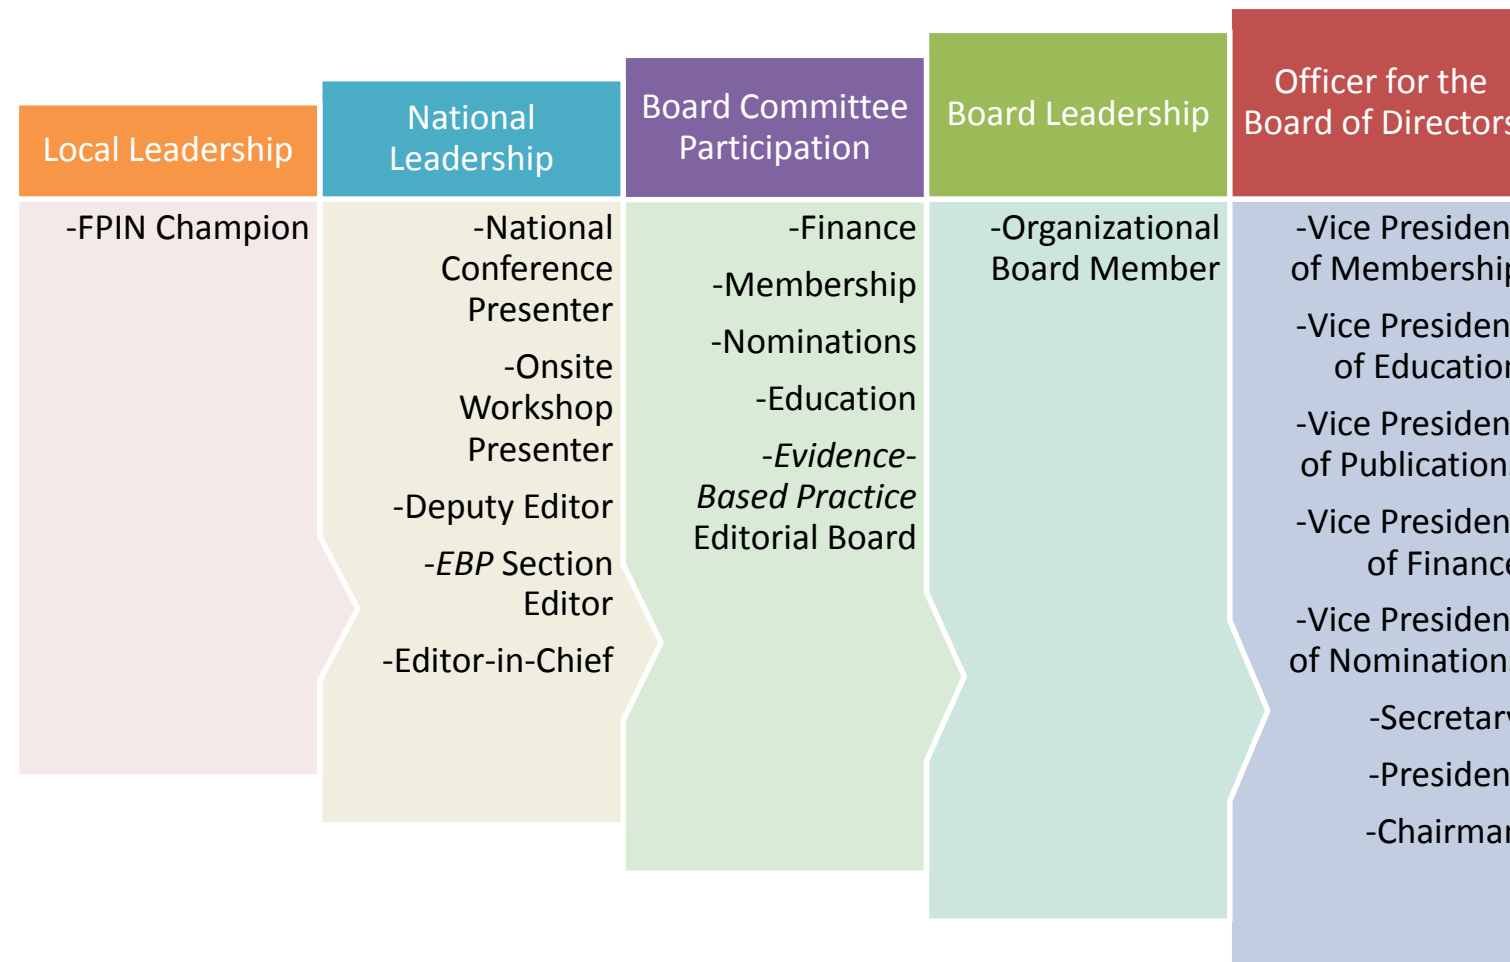 Local Leadership
-FPIN Champion
National
Leadership
-National
Conference
Presenter
-Onsite
Workshop
Presenter
-Deputy Editor
-EBP Section
Editor
-Editor-in-Chief
Board Committee
Participation
-Finance
-Membership
-Nominations
-Education
-Evidence-
Based Practice
Editorial Board
Board Leadership
-Organizational
Board Member
Officer for the
Board of Directors
-Vice President
of Membership
-Vice President
of Education
-Vice President
of Publication
-Vice President
of Finance
-Vice President
of Nomination
-Secretary
-President
-Chairman